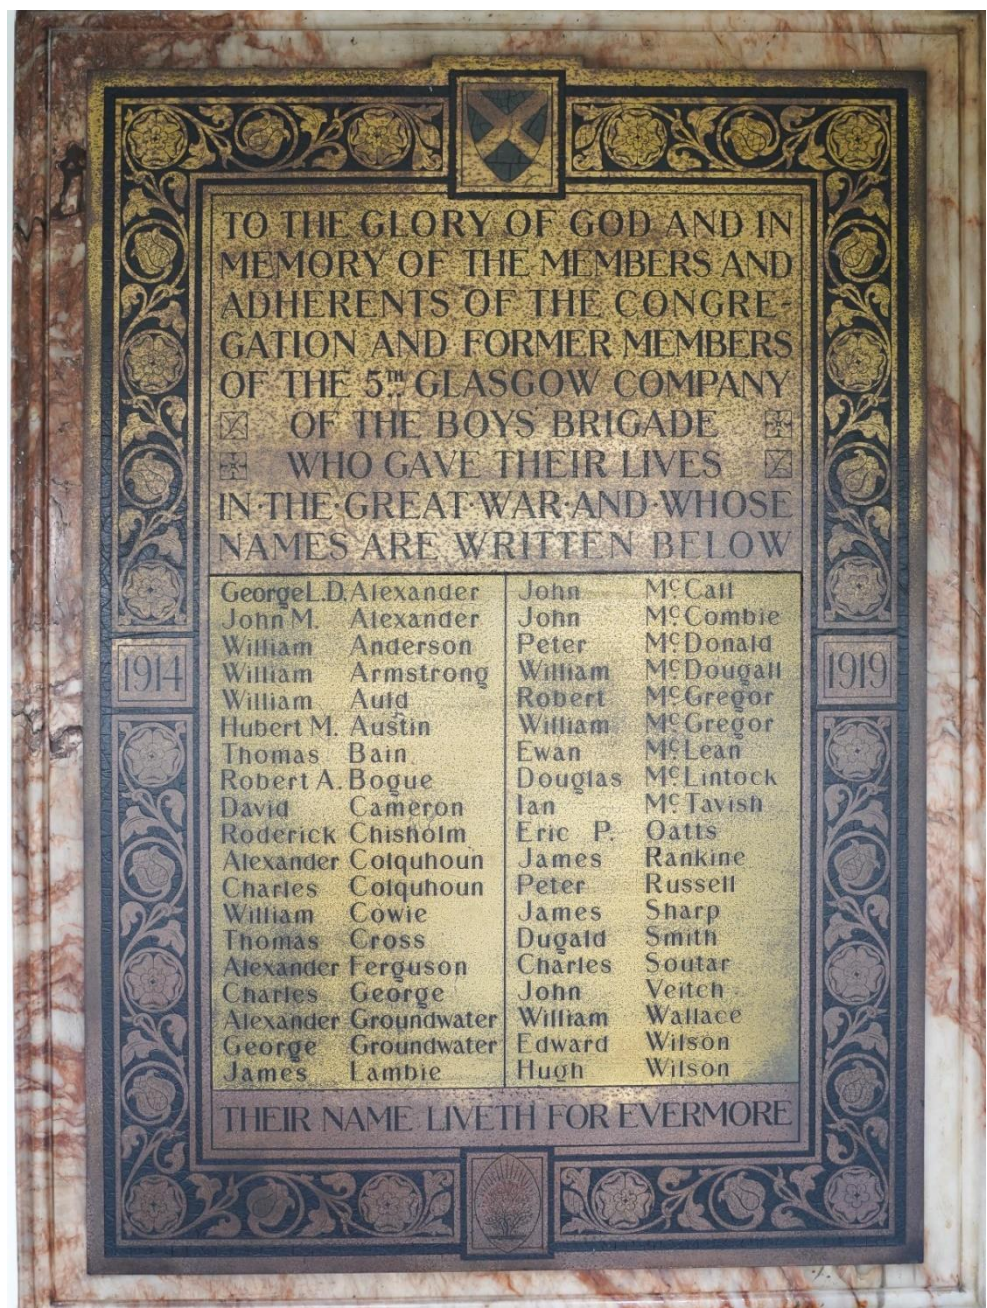 TO THE GLORY OF GOD AND IN
MEMORY OF THE MEMBERS AND
ADHERENTS OF THE CONGRE-
GATION AND FORMER MEMBERS
OF THE 5TH GLASGOW COMPANY
OF THE BOYS BRIGADE
WHO GAVE THEIR LIVES
IN·THE·GREAT·WAR·AND·WHOSE
NAMES ARE WRITTEN BELOW
1914
1919
George L.D. Alexander
John M. Alexander
William Anderson
William Armstrong
William Auld
Hubert M. Austin
Thomas Bain
Robert A. Bogue
David Cameron
Roderick Chisholm
Alexander Colquhoun
Charles Colquhoun
William Cowie
Thomas Cross
Alexander Ferguson
Charles George
Alexander Groundwater
George Groundwater
James Lambie
John McCall
John McCombie
Peter McDonald
William McDougall
Robert McGregor
William McGregor
Ewan McLean
Douglas McLintock
Ian McTavish
Eric P. Oatts
James Rankine
Peter Russell
James Sharp
Dugald Smith
Charles Soutar
John Veitch
William Wallace
Edward Wilson
Hugh Wilson
THEIR NAME LIVETH FOR EVERMORE